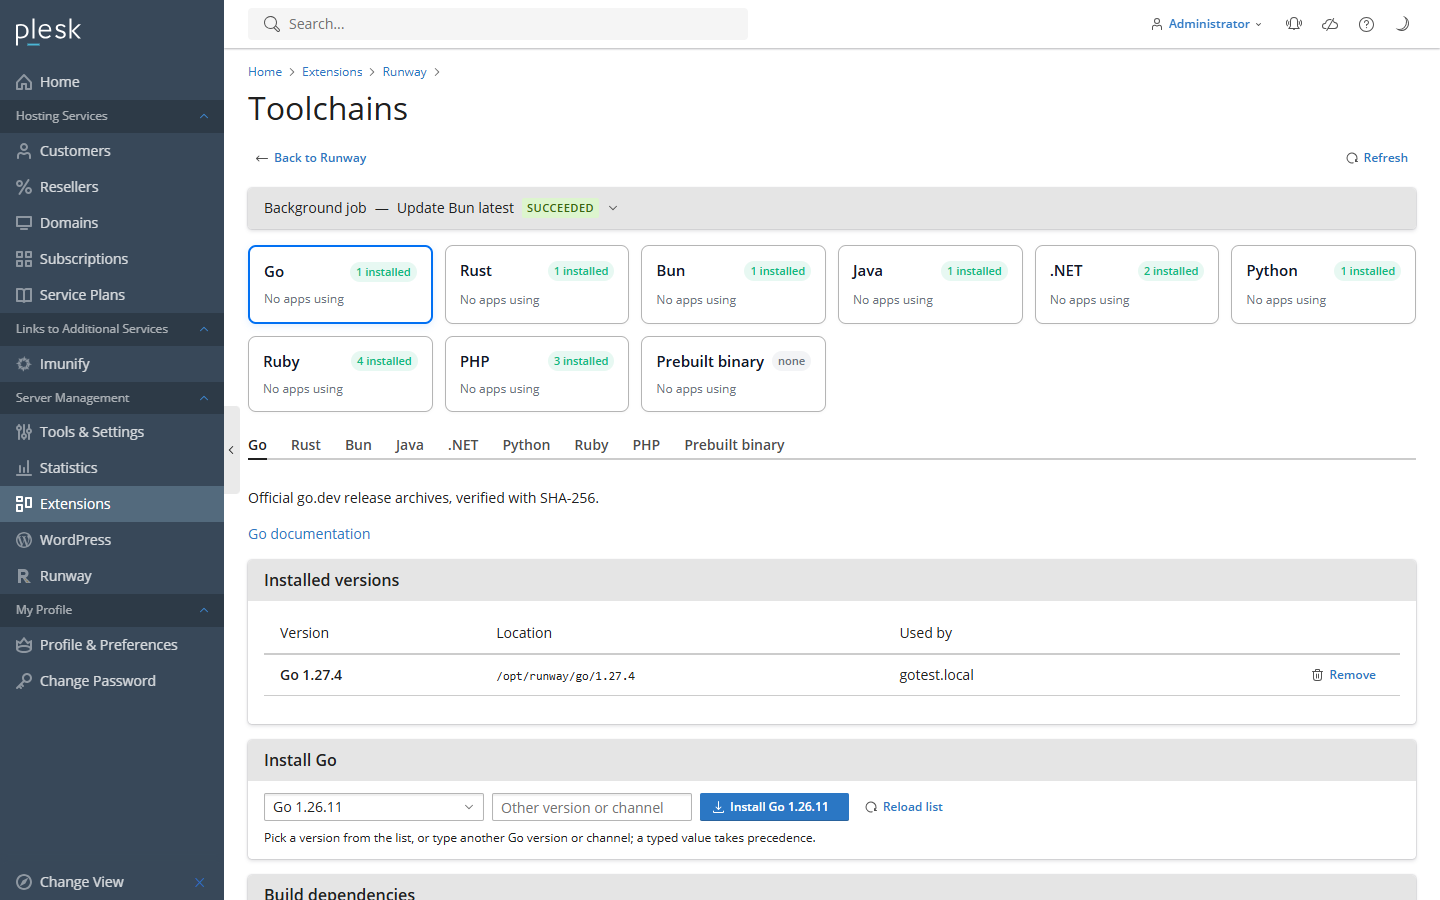 plesk
Home
Hosting Services
Customers
Resellers
Domains
Subscriptions
Service Plans
Links to Additional Services
Imunify
Server Management
Tools & Settings
Statistics
Extensions
WordPress
Runway
My Profile
Profile & Preferences
Change Password
Change View
Search...
Administrator
Home > Extensions > Runway >
Toolchains
Back to Runway
Refresh
Background job — Update Bun latest SUCCEEDED
Go 1 installed
No apps using
Rust 1 installed
No apps using
Bun 1 installed
No apps using
Java 1 installed
No apps using
.NET 2 installed
No apps using
Python 1 installed
No apps using
Ruby 4 installed
No apps using
PHP 3 installed
No apps using
Prebuilt binary none
No apps using
Go Rust Bun Java .NET Python Ruby PHP Prebuilt binary
Official go.dev release archives, verified with SHA-256.
Go documentation
Installed versions
Version Location Used by
Go 1.27.4 /opt/runway/go/1.27.4 gotest.local Remove
Install Go
Go 1.26.11 Other version or channel Install Go 1.26.11 Reload list
Pick a version from the list, or type another Go version or channel; a typed value takes precedence.
Build dependencies